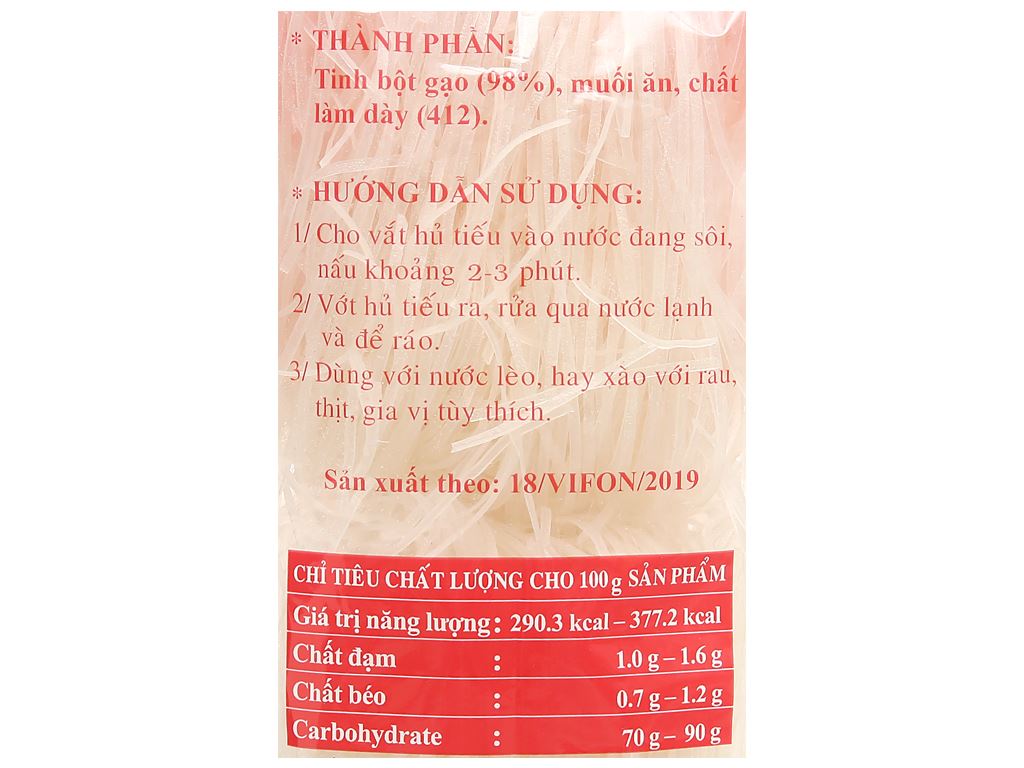 * THÀNH PHẦN:
Tinh bột gạo (98%), muối ăn, chất
làm dày (412).
* HƯỚNG DẪN SỬ DỤNG:
1/ Cho vắt hủ tiếu vào nước đang sôi,
nấu khoảng 2-3 phút.
2/ Vớt hủ tiếu ra, rửa qua nước lạnh
và để ráo.
3/ Dùng với nước lèo, hay xào với rau,
thịt, gia vị tùy thích.
Sản xuất theo: 18/VIFON/2019
CHỈ TIÊU CHẤT LƯỢNG CHO 100g SẢN PHẨM
Giá trị năng lượng: 290.3 kcal – 377.2 kcal
Chất đạm : 1.0 g – 1.6 g
Chất béo : 0.7 g – 1.2 g
Carbohydrate : 70 g – 90 g